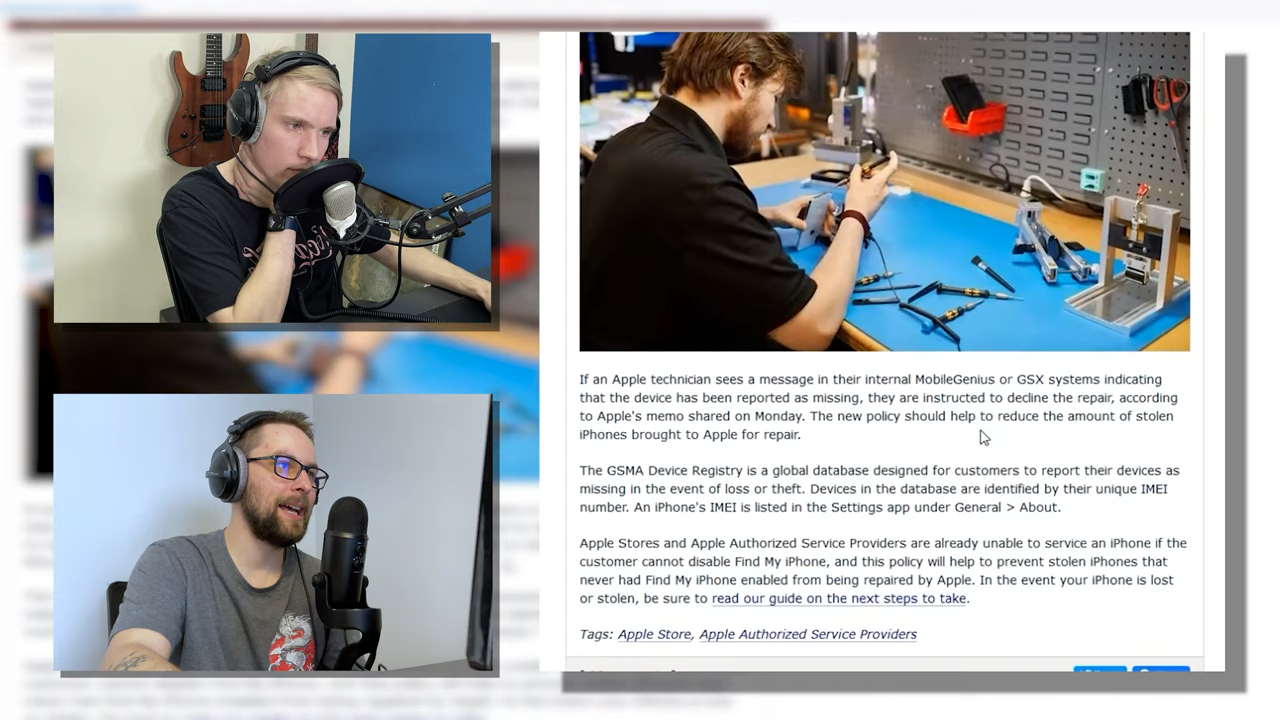 If an Apple technician sees a message in their internal MobileGenius or GSX systems indicating
that the device has been reported as missing, they are instructed to decline the repair, according
to Apple's memo shared on Monday. The new policy should help to reduce the amount of stolen
iPhones brought to Apple for repair.
The GSMA Device Registry is a global database designed for customers to report their devices as
missing in the event of loss or theft. Devices in the database are identified by their unique IMEI
number. An iPhone's IMEI is listed in the Settings app under General > About.
Apple Stores and Apple Authorized Service Providers are already unable to service an iPhone if the
customer cannot disable Find My iPhone, and this policy will help to prevent stolen iPhones that
never had Find My iPhone enabled from being repaired by Apple. In the event your iPhone is lost
or stolen, be sure to read our guide on the next steps to take.
Tags: Apple Store, Apple Authorized Service Providers